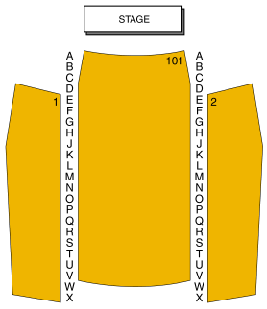 STAGE
A A
B 101 B
C C
D D
1 E E 2
F F
G G
H H
J J
K K
L L
M M
N N
O O
P P
Q Q
R R
S S
T T
U U
V V
W W
X X